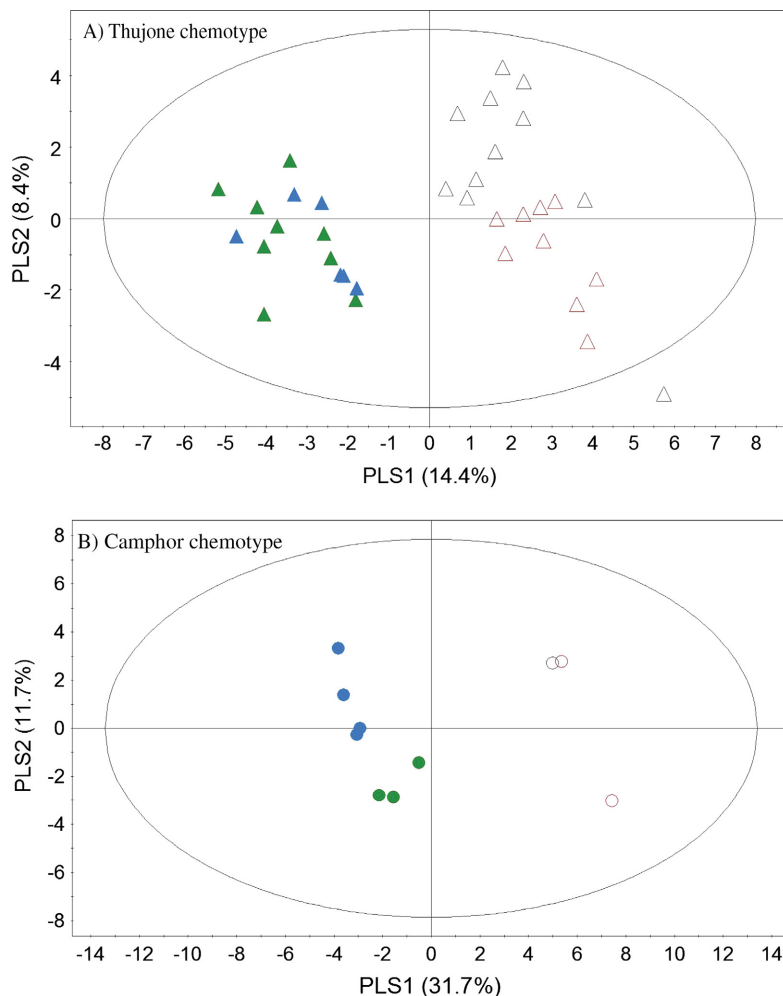 A) Thujone chemotype
4
2
0
-2
-4
PLS2 (8.4%)
-8 -7 -6 -5 -4 -3 -2 -1 0 1 2 3 4 5 6 7 8
PLS1 (14.4%)
B) Camphor chemotype
8
6
4
2
0
-2
-4
-6
-8
PLS2 (11.7%)
-14 -12 -10 -8 -6 -4 -2 0 2 4 6 8 10 12 14
PLS1 (31.7%)